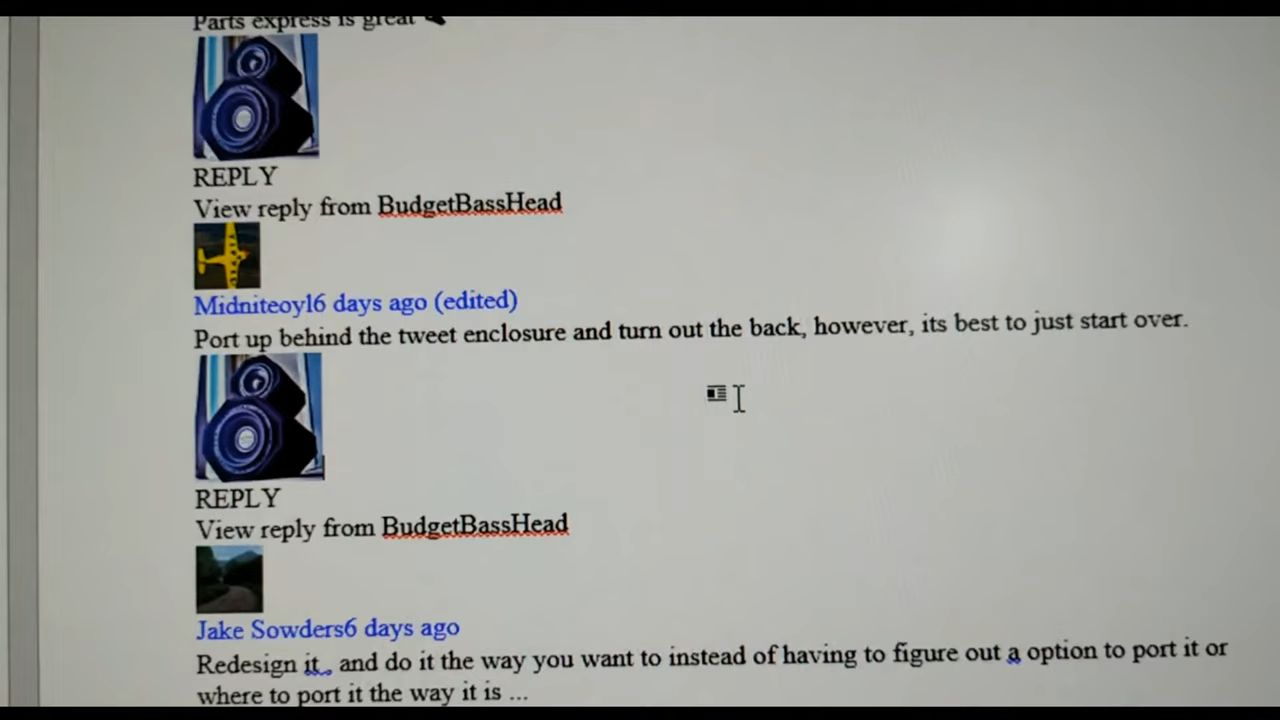 Parts express is great
REPLY
View reply from BudgetBassHead
Midniteoyl6 days ago (edited)
Port up behind the tweet enclosure and turn out the back, however, its best to just start over.
REPLY
View reply from BudgetBassHead
Jake Sowders6 days ago
Redesign it.. and do it the way you want to instead of having to figure out a option to port it or
where to port it the way it is ...